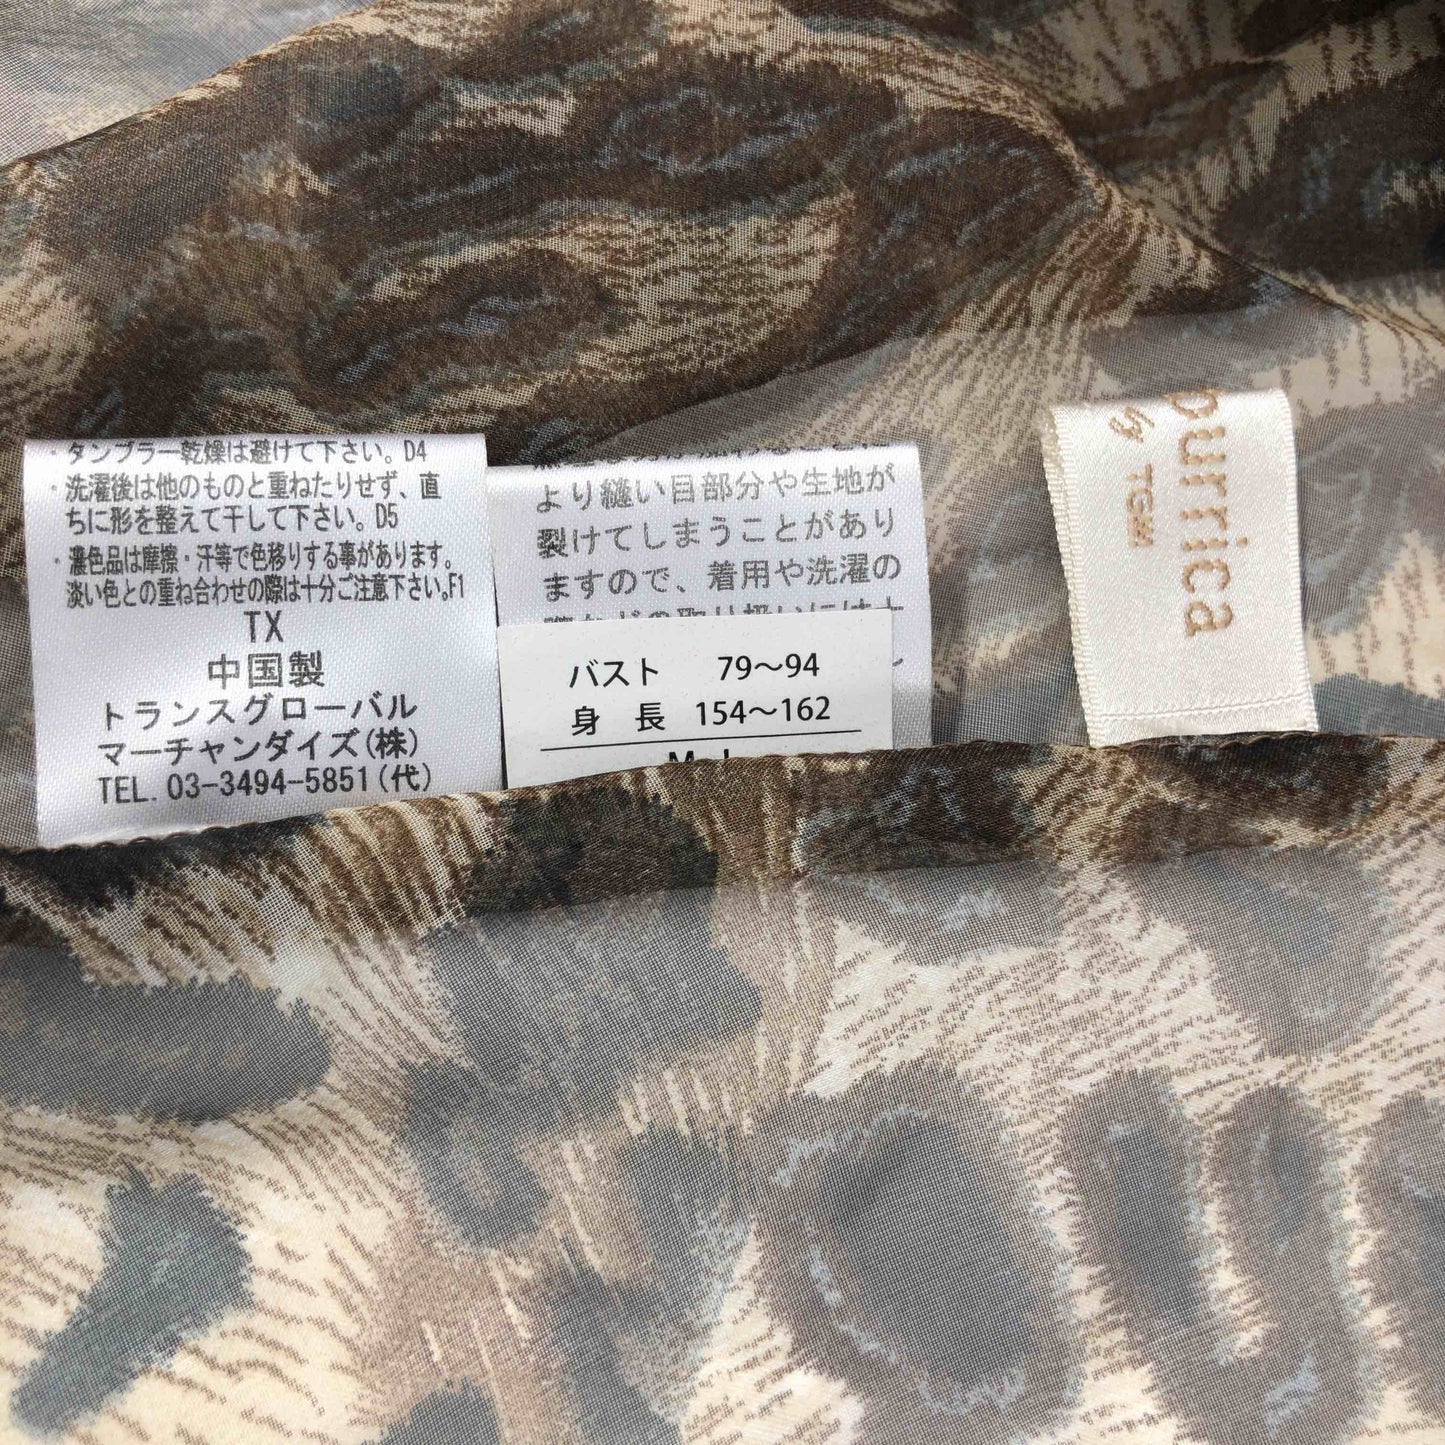 ・タンブラー乾燥は避けて下さい。D4
・洗濯後は他のものと重ねたりせず、直
ちに形を整えて干して下さい。D5
・濃色品は摩擦・汗等で色移りする事があります。
淡い色との重ね合わせの際は十分ご注意下さい。F1
TX
中国製
トランスグローバル
マーチャンダイズ(株)
TEL. 03-3494-5851(代)
より縫い目部分や生地が
裂けてしまうことがあり
ますので、着用や洗濯の
バスト 79～94
身長 154～162
purrica
by TGM